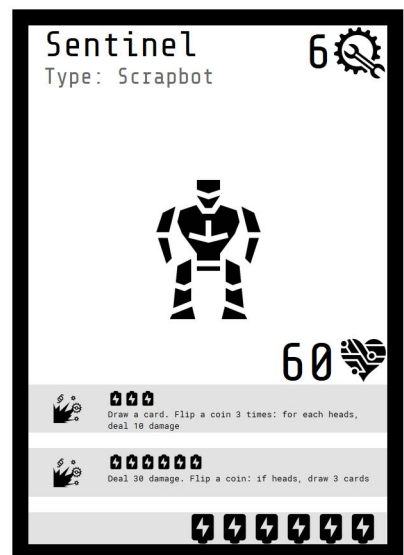 Sentinel
6
Type: Scrapbot
60
Draw a card. Flip a coin 3 times: for each heads,
deal 10 damage
Deal 30 damage. Flip a coin: if heads, draw 3 cards